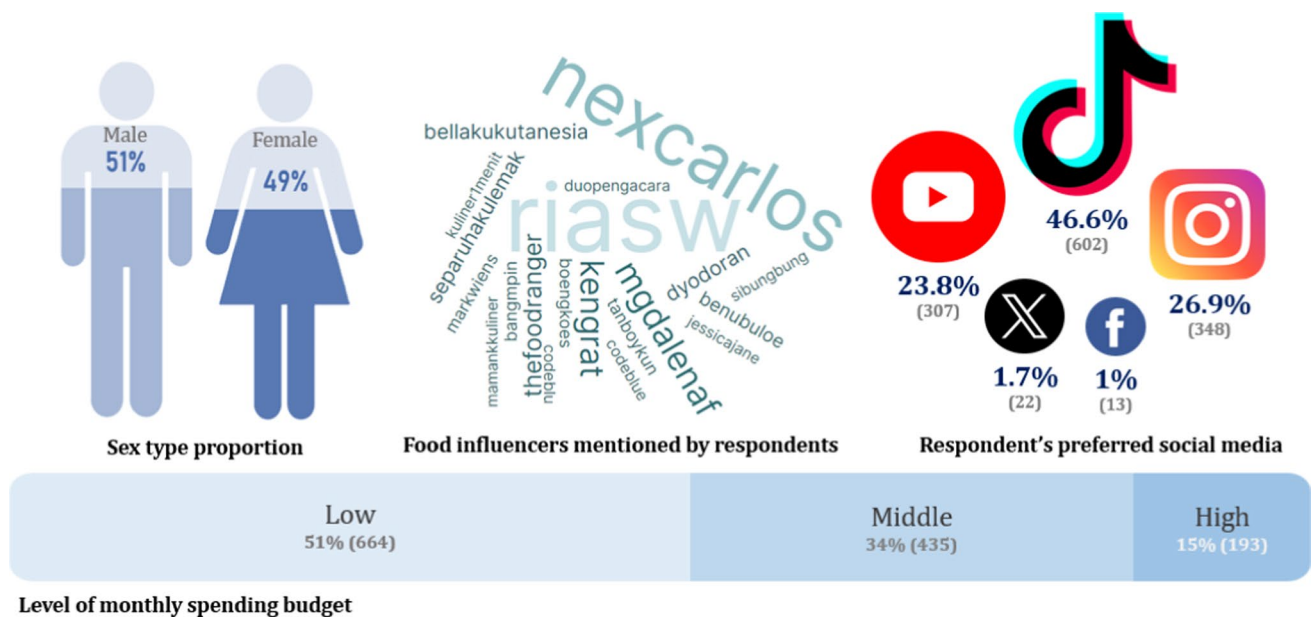 Male
51%
Female
49%
nexcarlos
bellakukutanesia
kuliner1menit
separuhakulemak
duopengacara
riasw
markwiens
mamankkuliner
bangmpin
thefoodranger
codeblu
boengkoes
kengrat
mgdalenaf
tanboykun
codeblue
dyodoran
sibungbung
benubuloe
jessicajane
46.6%
(602)
23.8%
(307)
26.9%
(348)
1.7%
(22)
1%
(13)
Sex type proportion
Food influencers mentioned by respondents
Respondent's preferred social media
Low
51% (664)
Middle
34% (435)
High
15% (193)
Level of monthly spending budget